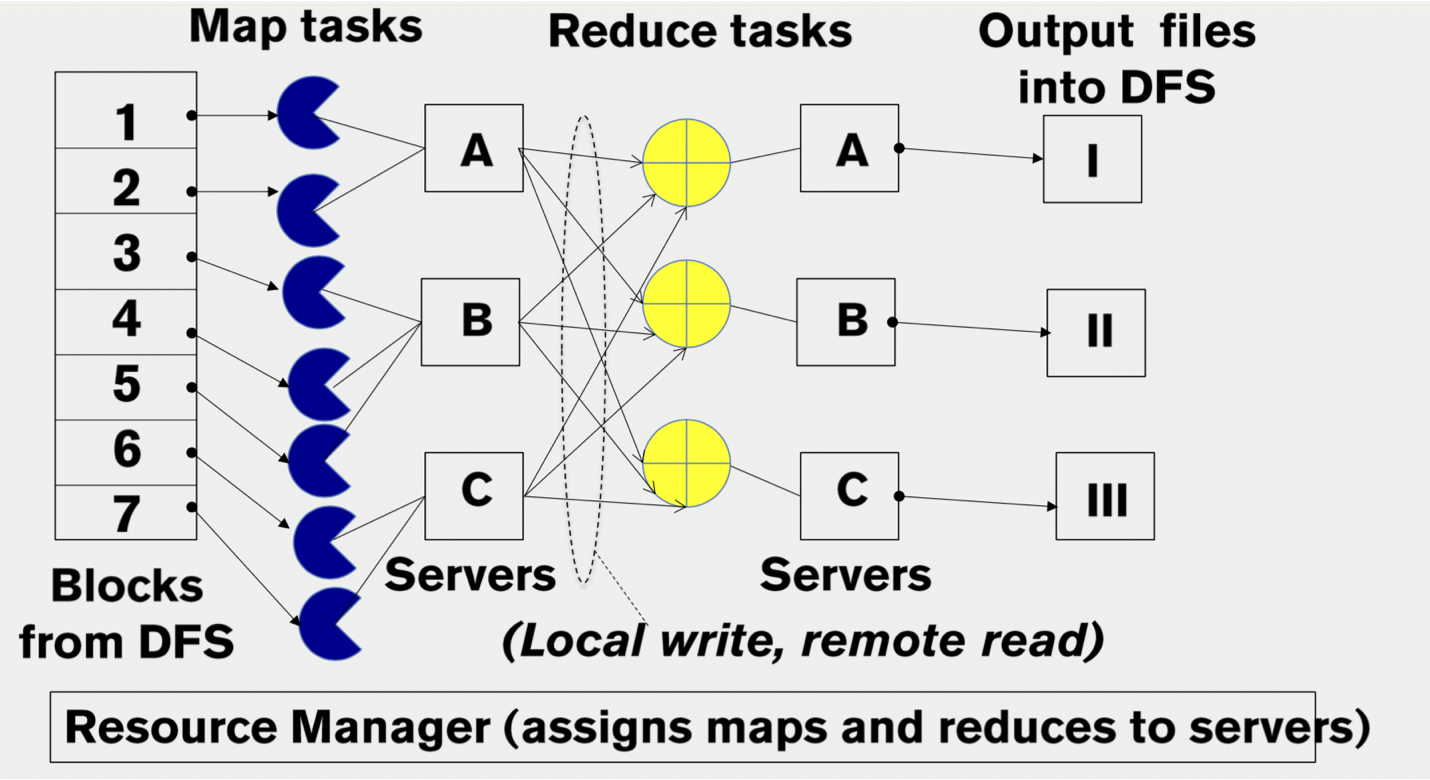 Map tasks
Reduce tasks
Output files
into DFS
1
2
3
4
5
6
7
Blocks
from DFS
A
B
C
Servers
A
B
C
Servers
I
II
III
(Local write, remote read)
Resource Manager (assigns maps and reduces to servers)